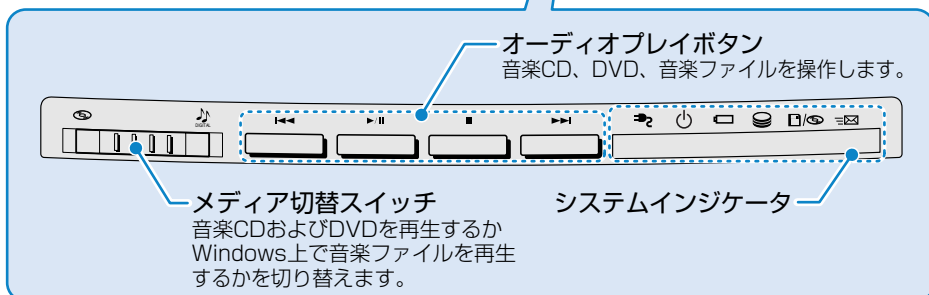 オーディオプレイボタン
音楽CD、DVD、音楽ファイルを操作します。
DIGITAL
メディア切替スイッチ
音楽CDおよびDVDを再生するか
Windows上で音楽ファイルを再生
するかを切り替えます。
システムインジケータ